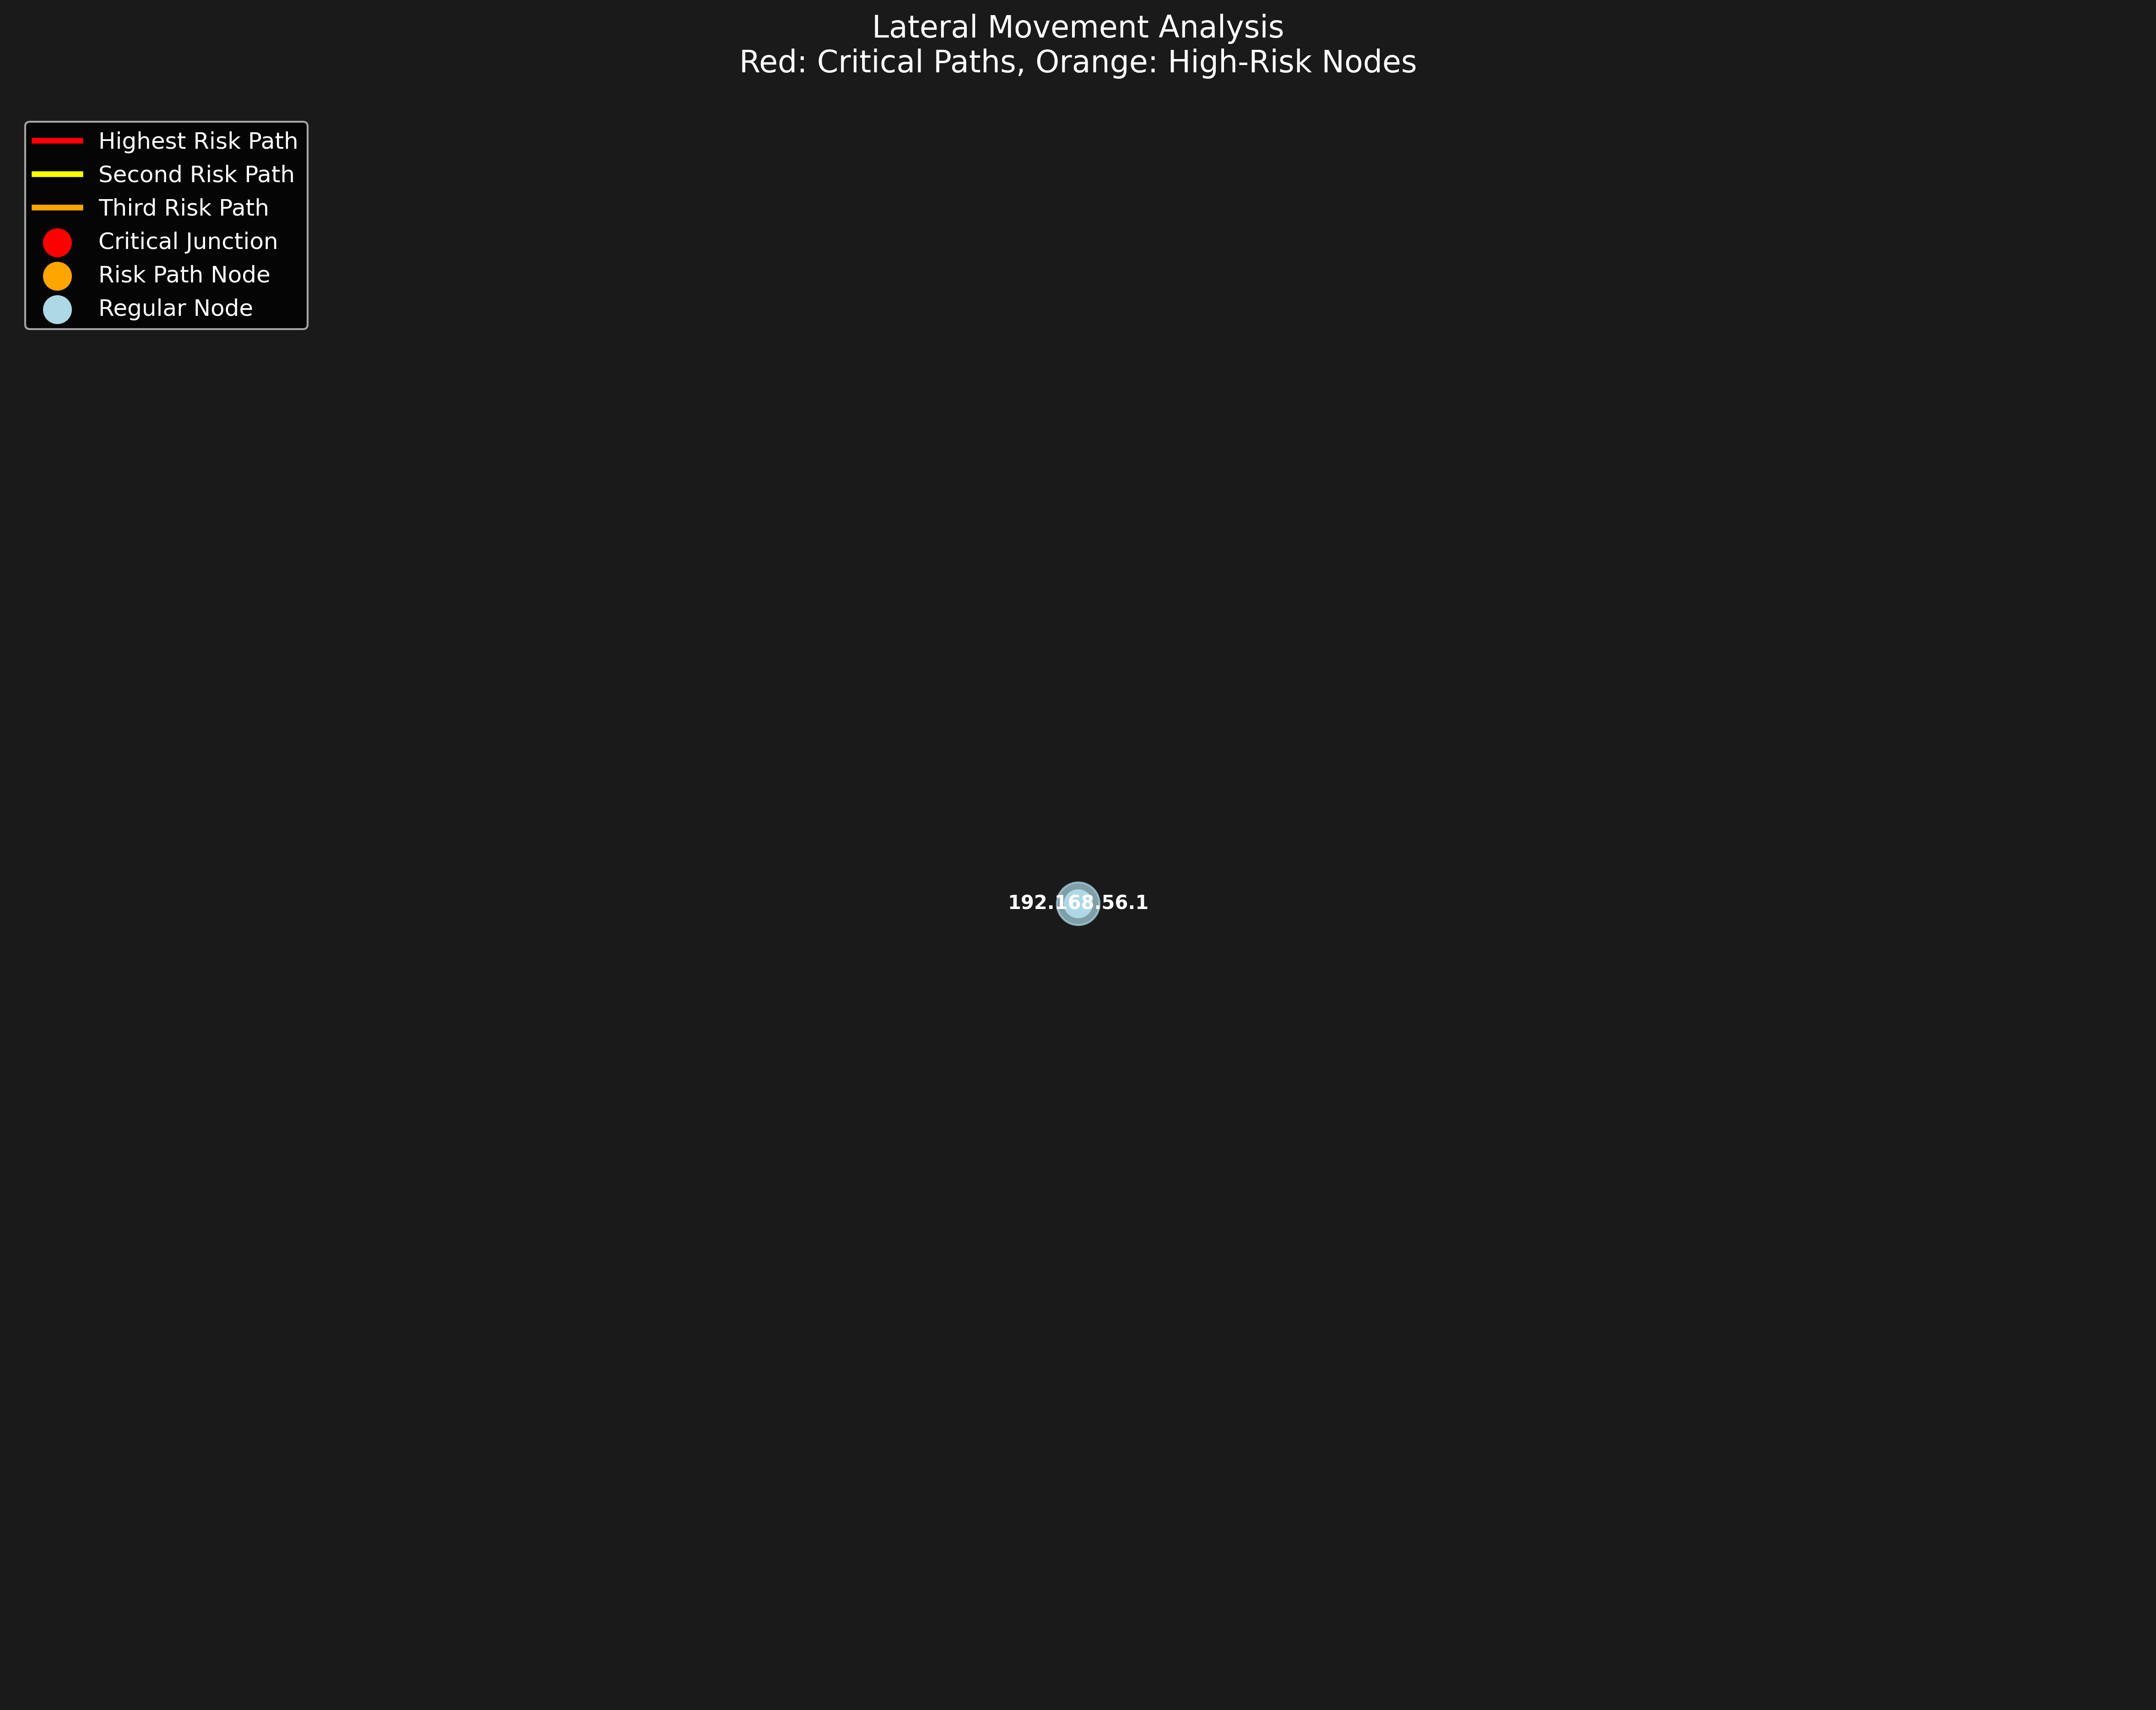 Lateral Movement Analysis
Red: Critical Paths, Orange: High-Risk Nodes
Highest Risk Path
Second Risk Path
Third Risk Path
Critical Junction
Risk Path Node
Regular Node
192.168.56.1